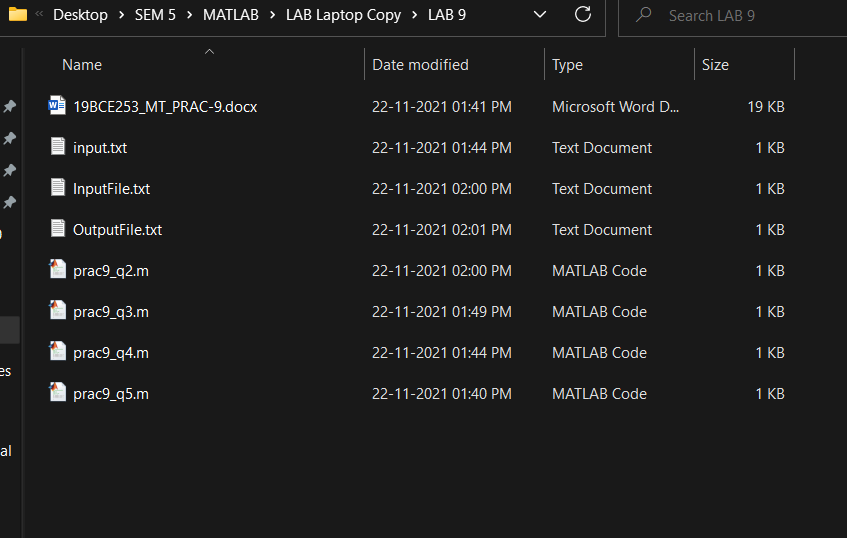 Desktop > SEM 5 > MATLAB > LAB Laptop Copy > LAB 9 Search LAB 9
Name Date modified Type Size
19BCE253_MT_PRAC-9.docx 22-11-2021 01:41 PM Microsoft Word D... 19 KB
input.txt 22-11-2021 01:44 PM Text Document 1 KB
InputFile.txt 22-11-2021 02:00 PM Text Document 1 KB
OutputFile.txt 22-11-2021 02:01 PM Text Document 1 KB
prac9_q2.m 22-11-2021 02:00 PM MATLAB Code 1 KB
prac9_q3.m 22-11-2021 01:49 PM MATLAB Code 1 KB
prac9_q4.m 22-11-2021 01:44 PM MATLAB Code 1 KB
es
prac9_q5.m 22-11-2021 01:40 PM MATLAB Code 1 KB
al